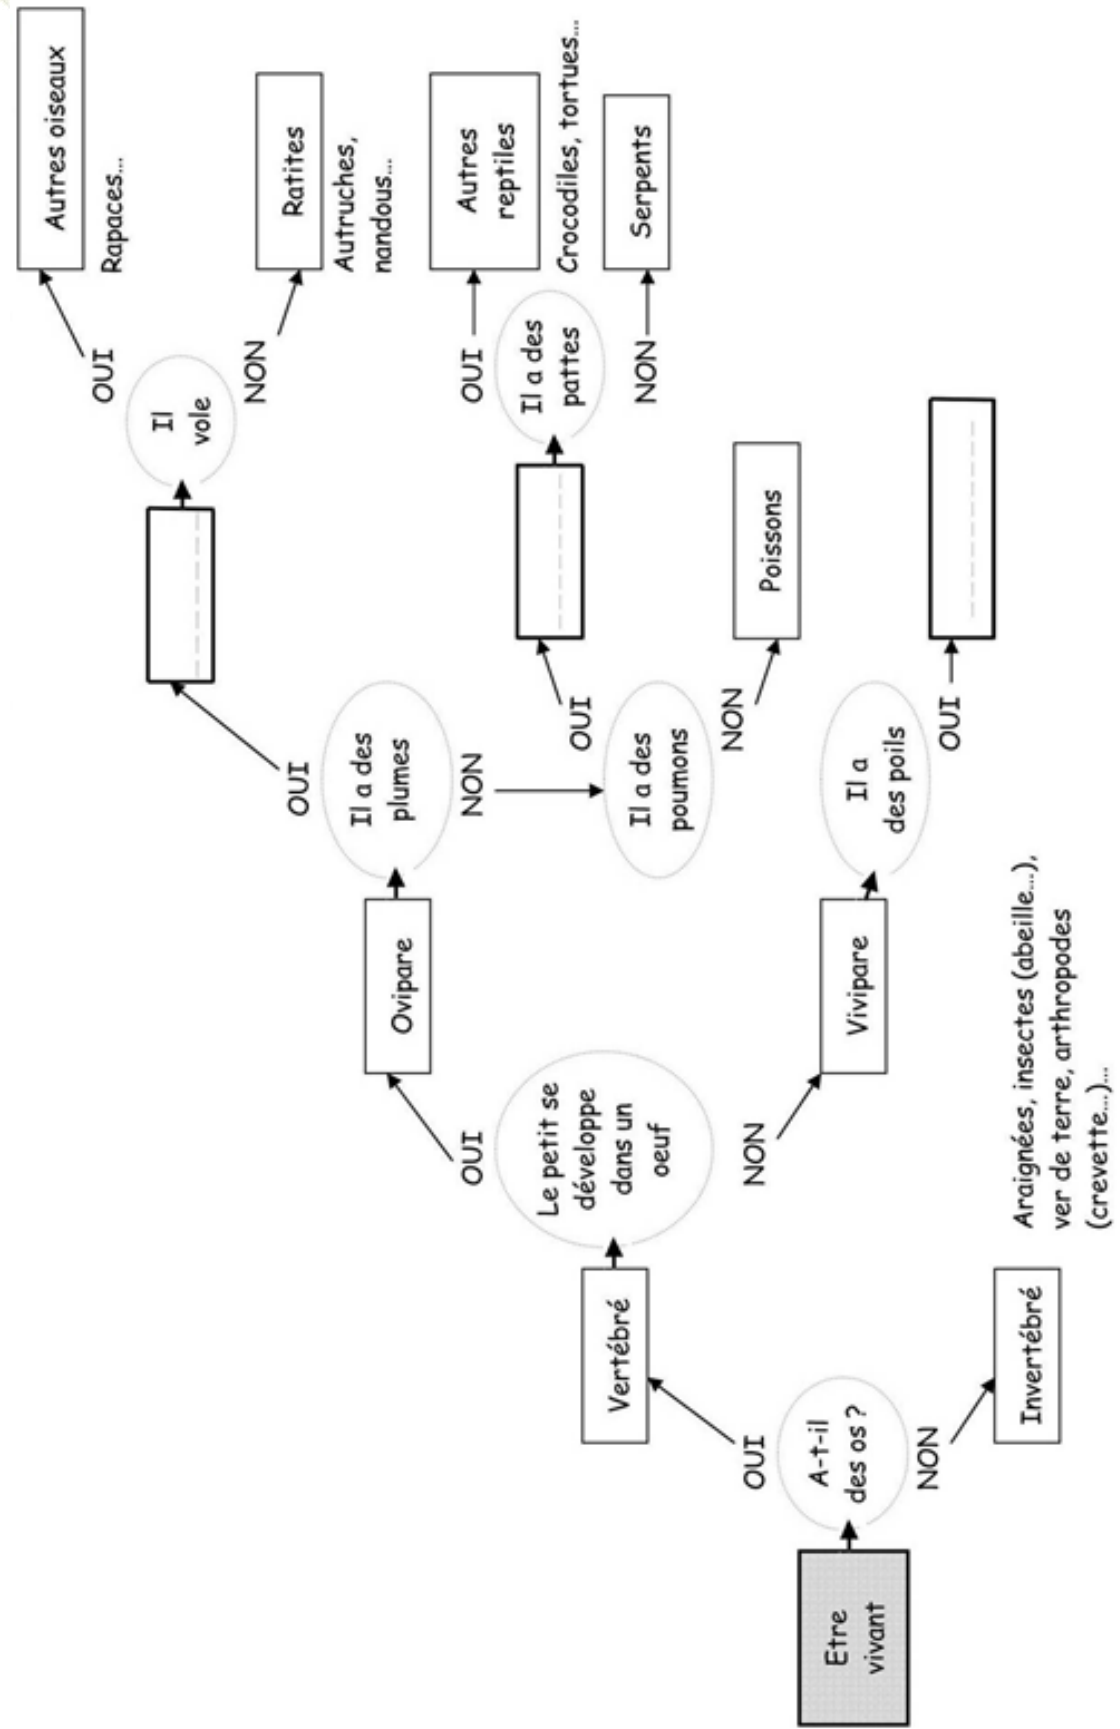 Etre
vivant
A-t-il
des os ?
OUI
NON
Vertébré
Invertébré
Araignées, insectes (abeille...),
ver de terre, arthropodes
(crevette...)...
Le petit se
développe
dans un
oeuf
OUI
NON
Ovipare
Vivipare
Il a des
plumes
OUI
NON
Il a des
poumons
OUI
NON
Poissons
Il a
des poils
OUI
Il
vole
OUI
NON
Autres oiseaux
Rapaces...
Ratites
Autruches,
nandous...
Il a des
pattes
OUI
NON
Autres
reptiles
Crocodiles, tortues...
Serpents